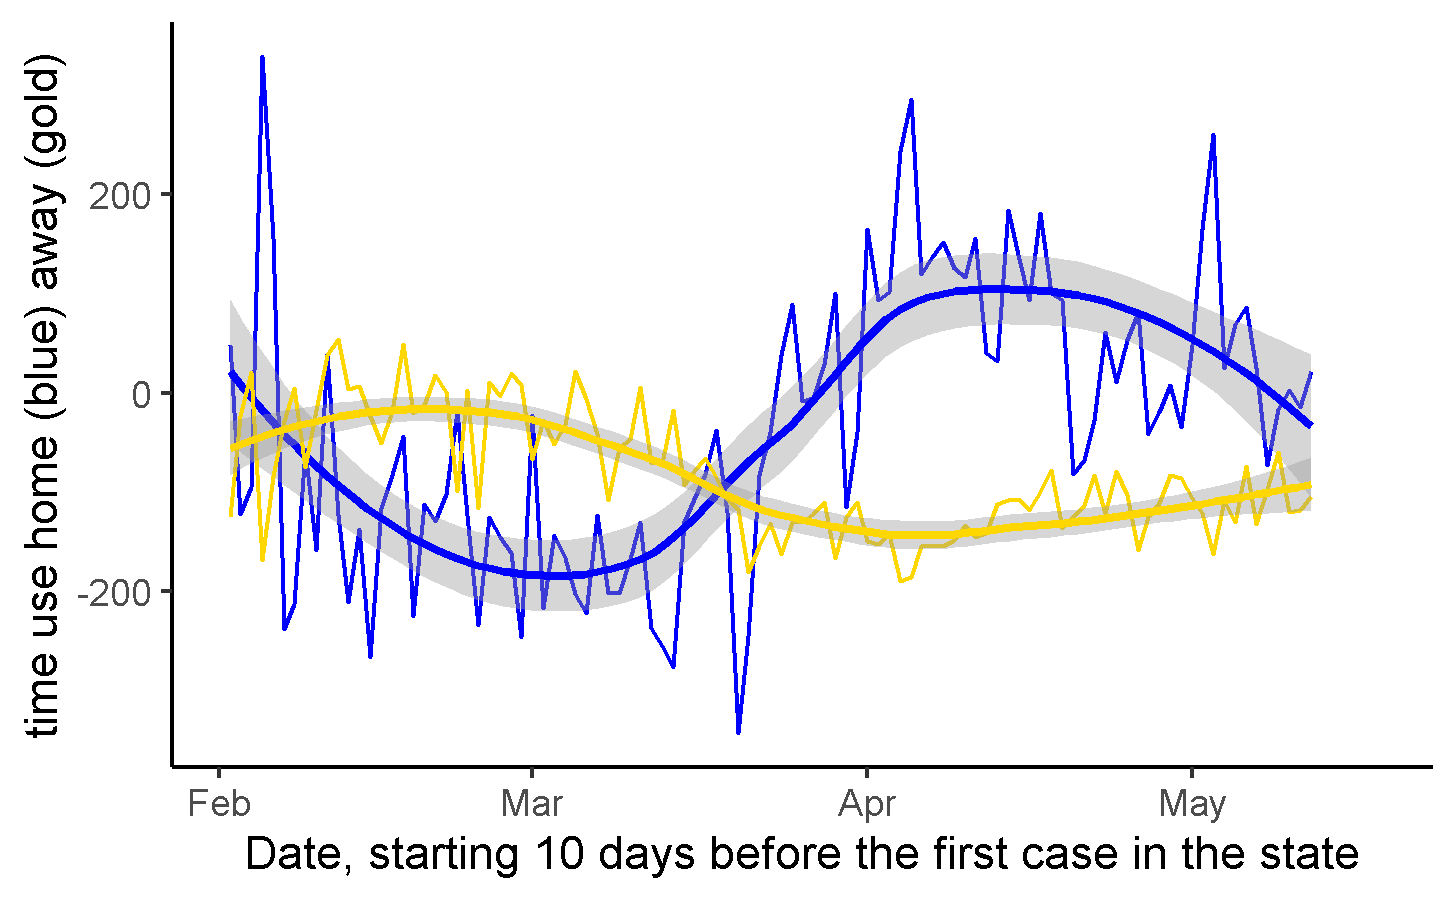 time use home (blue) away (gold)
200
0
-200
Feb
Mar
Apr
May
Date, starting 10 days before the first case in the state